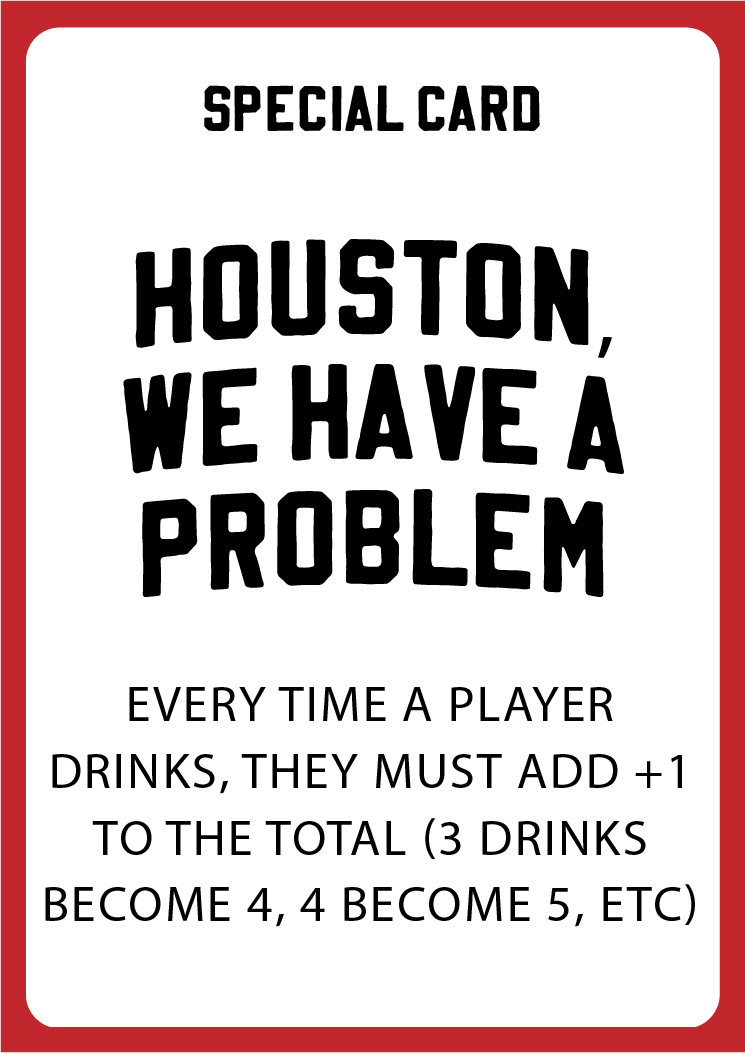 SPECIAL CARD
HOUSTON,
WE HAVE A
PROBLEM
EVERY TIME A PLAYER
DRINKS, THEY MUST ADD +1
TO THE TOTAL (3 DRINKS
BECOME 4, 4 BECOME 5, ETC)